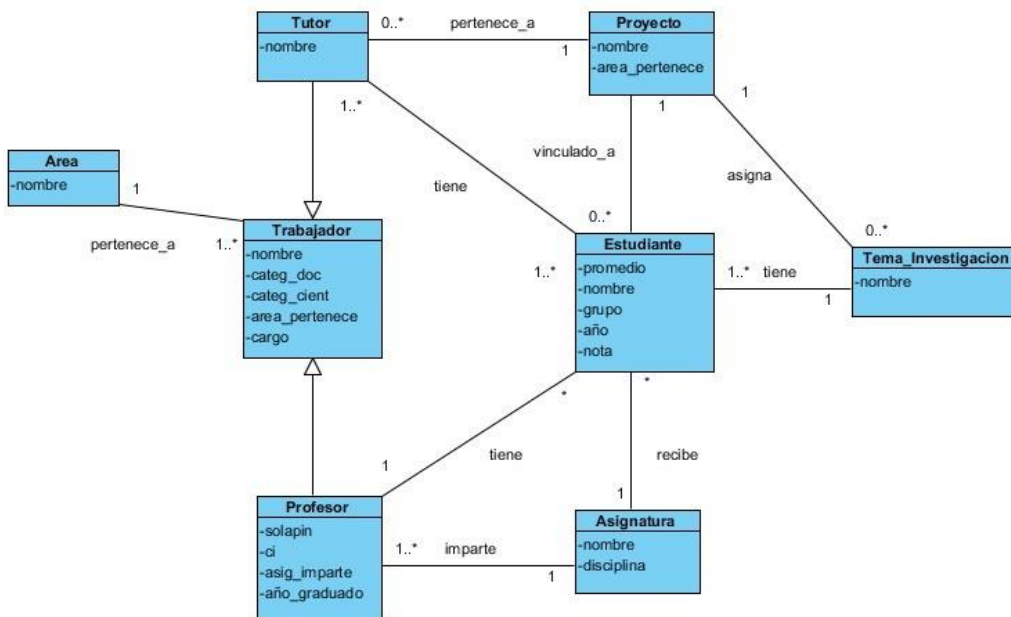 Tutor
-nombre
0..*
pertenece_a
1
Proyecto
-nombre
-area_pertenece
1..*
1
1
vinculado_a
asigna
tiene
Area
-nombre
1
pertenece_a
1..*
Trabajador
-nombre
-categ_doc
-categ_cient
-area_pertenece
-cargo
0..*
0..*
1..*
Estudiante
-promedio
-nombre
-grupo
-año
-nota
1..*
tiene
1
Tema_Investigacion
-nombre
*
*
tiene
recibe
1
1
Profesor
-solapin
-ci
-asig_imparte
-año_graduado
1..*
imparte
1
Asignatura
-nombre
-disciplina